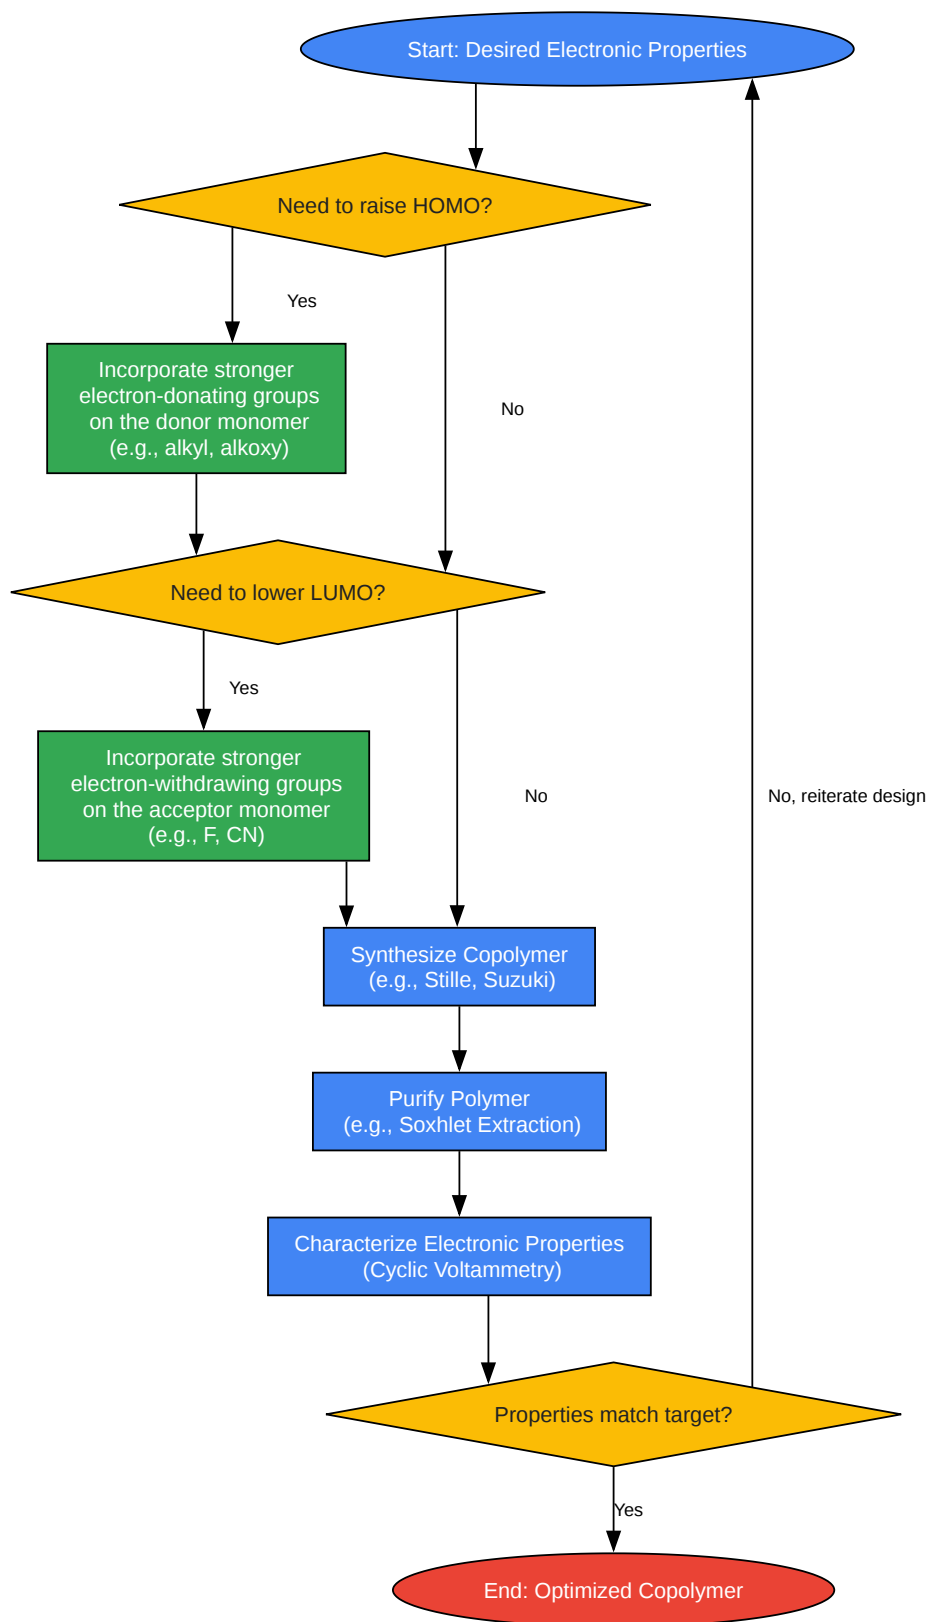 Start: Desired Electronic Properties
Need to raise HOMO?
Yes
Incorporate stronger
electron-donating groups
on the donor monomer
(e.g., alkyl, alkoxy)
No
Need to lower LUMO?
Yes
Incorporate stronger
electron-withdrawing groups
on the acceptor monomer
(e.g., F, CN)
No
No, reiterate design
Synthesize Copolymer
(e.g., Stille, Suzuki)
Purify Polymer
(e.g., Soxhlet Extraction)
Characterize Electronic Properties
(Cyclic Voltammetry)
Properties match target?
Yes
End: Optimized Copolymer